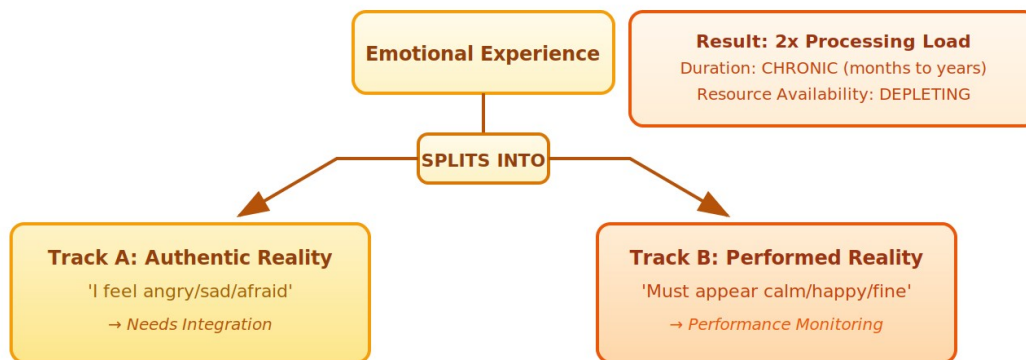 Emotional Experience
Result: 2x Processing Load
Duration: CHRONIC (months to years)
Resource Availability: DEPLETING
SPLITS INTO
Track A: Authentic Reality
'I feel angry/sad/afraid'
→ Needs Integration
Track B: Performed Reality
'Must appear calm/happy/fine'
→ Performance Monitoring